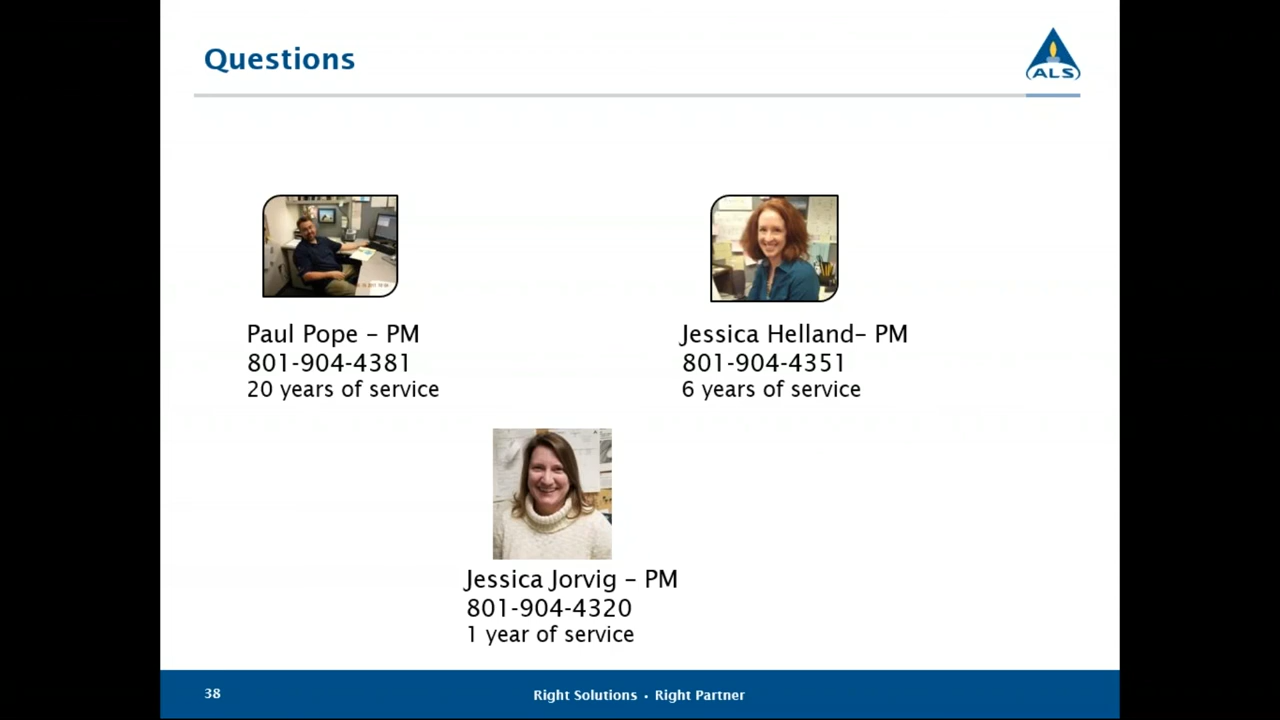 Questions
ALS
Paul Pope – PM
801-904-4381
20 years of service
Jessica Helland– PM
801-904-4351
6 years of service
Jessica Jorvig – PM
801-904-4320
1 year of service
38
Right Solutions • Right Partner